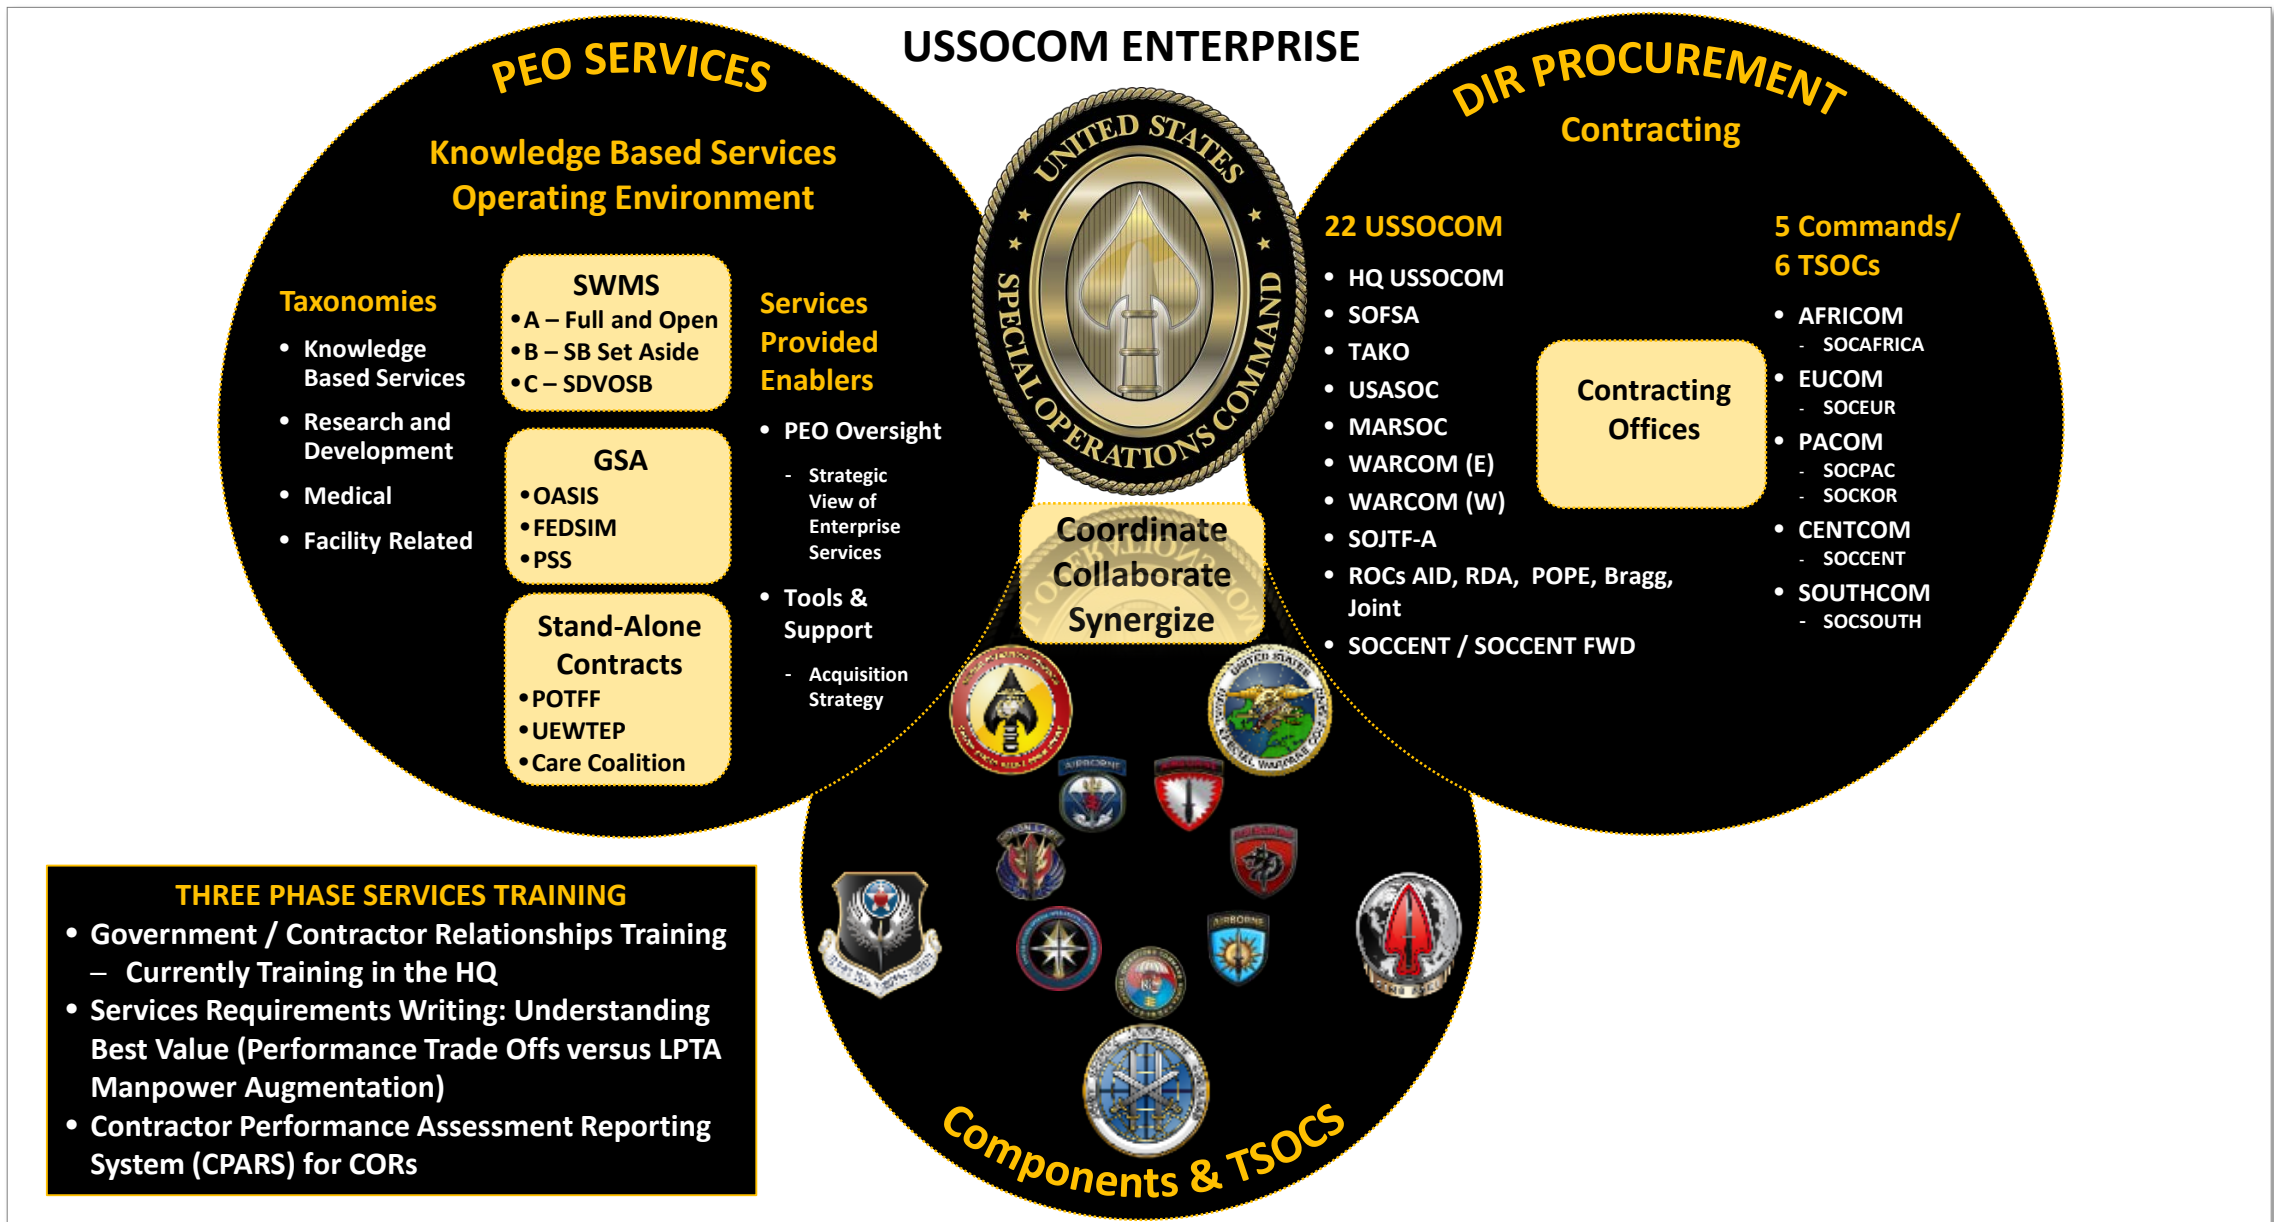 USSOCOM ENTERPRISE
PEO SERVICES
Knowledge Based Services
Operating Environment
Taxonomies
• Knowledge
Based Services
• Research and
Development
• Medical
• Facility Related
SWMS
• A – Full and Open
• B – SB Set Aside
• C – SDVOSB
GSA
• OASIS
• FEDSIM
• PSS
Stand-Alone
Contracts
• POTFF
• UEWTEP
• Care Coalition
Services
Provided
Enablers
• PEO Oversight
- Strategic
View of
Enterprise
Services
• Tools &
Support
- Acquisition
Strategy
UNITED STATES
SPECIAL OPERATIONS COMMAND
Coordinate
Collaborate
Synergize
DIR PROCUREMENT
Contracting
22 USSOCOM
• HQ USSOCOM
• SOFSA
• TAKO
• USASOC
• MARSOC
• WARCOM (E)
• WARCOM (W)
• SOJTF-A
• ROCs AID, RDA, POPE, Bragg,
Joint
• SOCCENT / SOCCENT FWD
Contracting
Offices
5 Commands/
6 TSOCs
• AFRICOM
- SOCAFRICA
• EUCOM
- SOCEUR
• PACOM
- SOCPAC
- SOCKOR
• CENTCOM
- SOCCENT
• SOUTHCOM
- SOCSOUTH
UNITED STATES
AIRBORNE
AIRBORNE
Components & TSOCS
THREE PHASE SERVICES TRAINING
• Government / Contractor Relationships Training
– Currently Training in the HQ
• Services Requirements Writing: Understanding
Best Value (Performance Trade Offs versus LPTA
Manpower Augmentation)
• Contractor Performance Assessment Reporting
System (CPARS) for CORs